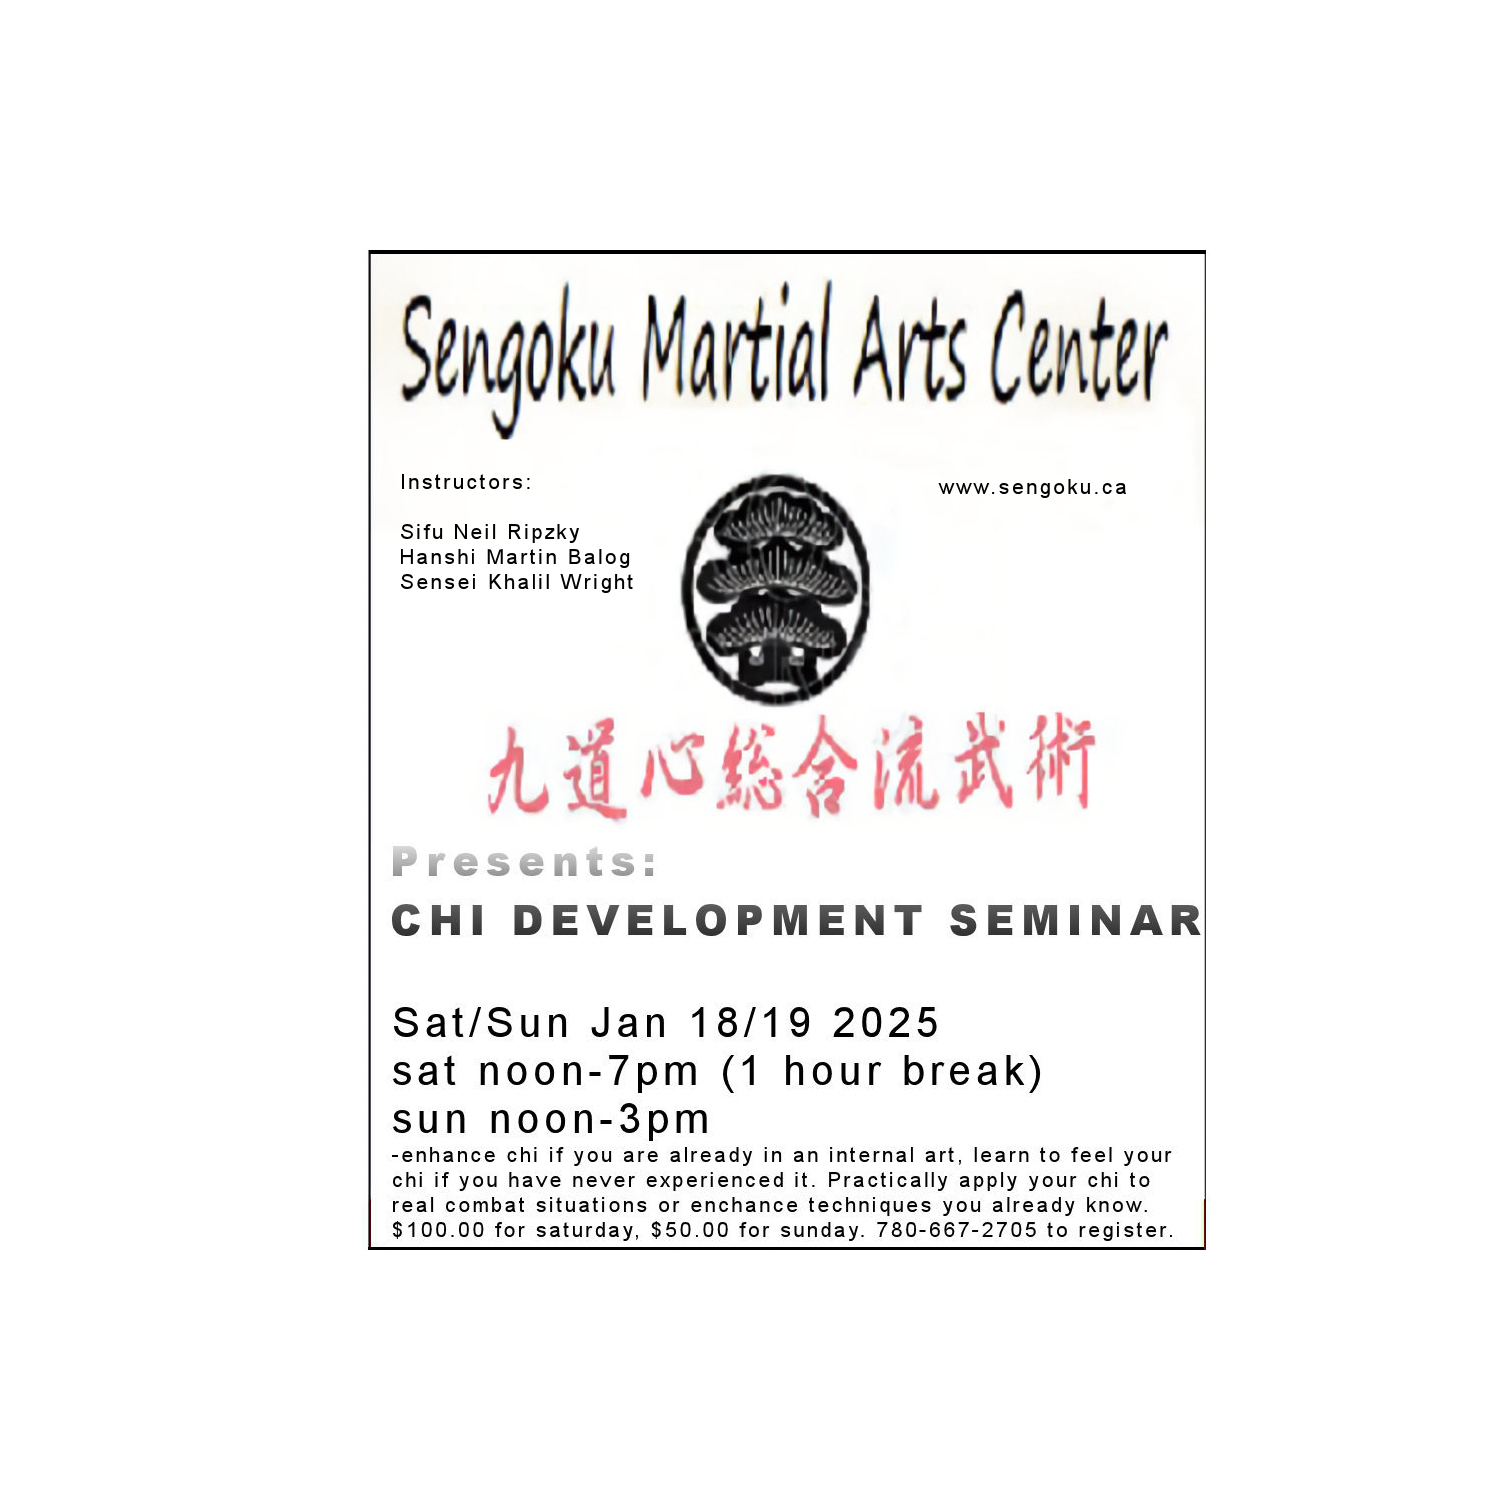 Sengoku Martial Arts Center
Instructors:
www.sengoku.ca
Sifu Neil Ripzky
Hanshi Martin Balog
Sensei Khalil Wright
九道心総合流武術
Presents:
CHI DEVELOPMENT SEMINAR
Sat/Sun Jan 18/19 2025
sat noon-7pm (1 hour break)
sun noon-3pm
-enhance chi if you are already in an internal art, learn to feel your
chi if you have never experienced it. Practically apply your chi to
real combat situations or enchance techniques you already know.
$100.00 for saturday, $50.00 for sunday. 780-667-2705 to register.